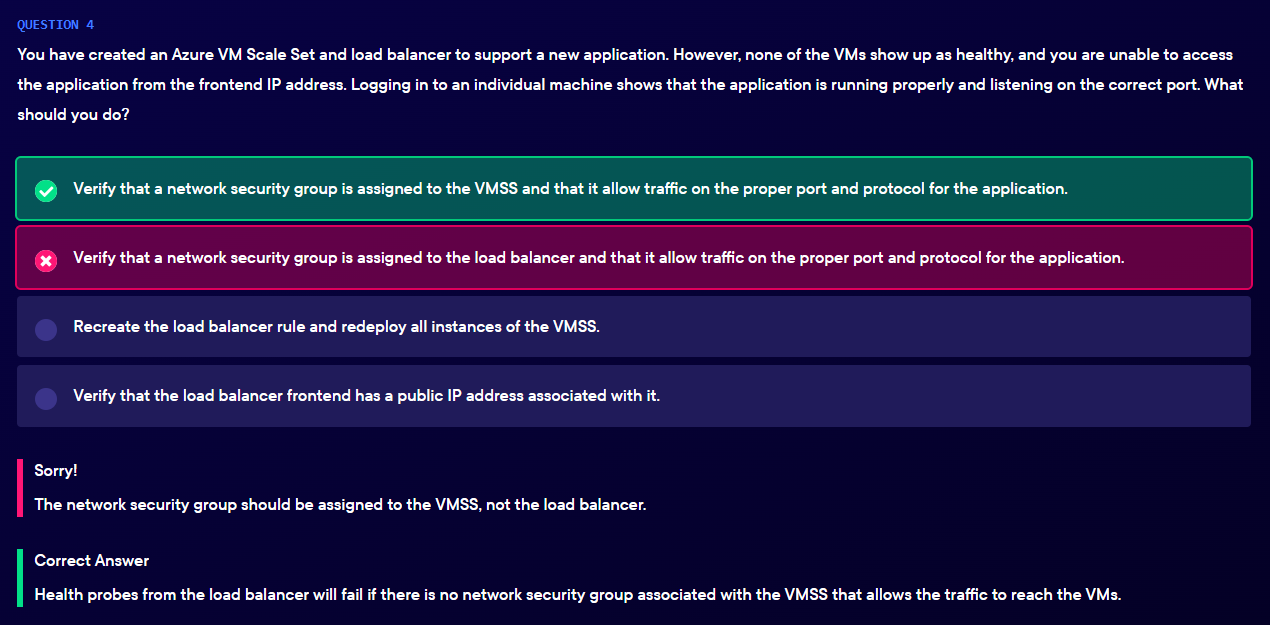 QUESTION 4
You have created an Azure VM Scale Set and load balancer to support a new application. However, none of the VMs show up as healthy, and you are unable to access
the application from the frontend IP address. Logging in to an individual machine shows that the application is running properly and listening on the correct port. What
should you do?
Verify that a network security group is assigned to the VMSS and that it allow traffic on the proper port and protocol for the application.
Verify that a network security group is assigned to the load balancer and that it allow traffic on the proper port and protocol for the application.
Recreate the load balancer rule and redeploy all instances of the VMSS.
Verify that the load balancer frontend has a public IP address associated with it.
Sorry!
The network security group should be assigned to the VMSS, not the load balancer.
Correct Answer
Health probes from the load balancer will fail if there is no network security group associated with the VMSS that allows the traffic to reach the VMs.